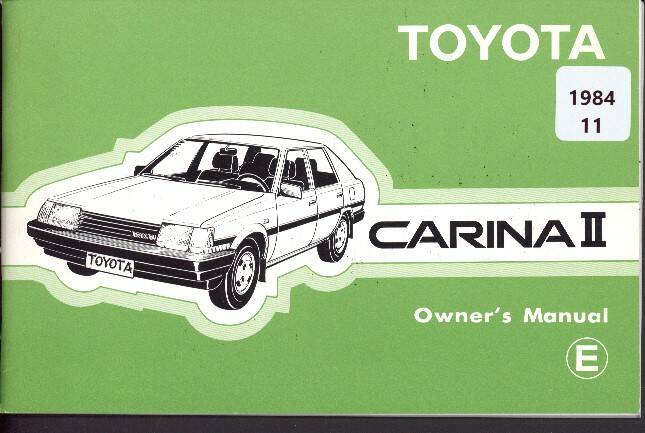 TOYOTA
1984
11
CARINA II
TOYOTA
Owner's Manual
E